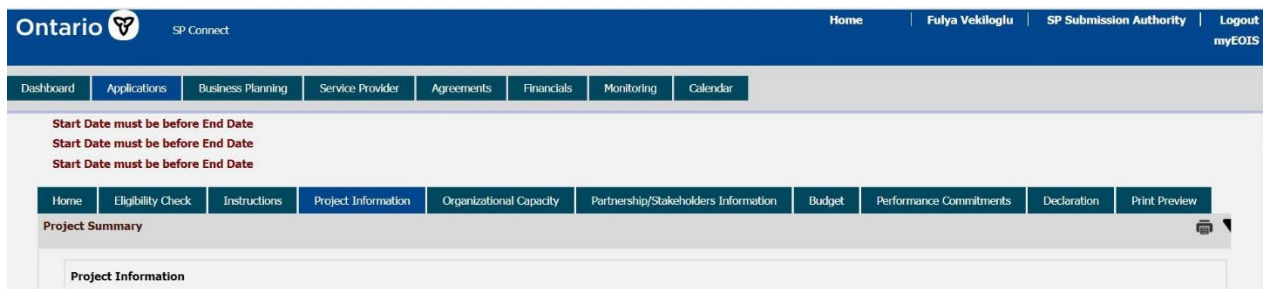 Ontario SP Connect Home | Fulya Vekiloglu | SP Submission Authority | Logout
myEOIS
Dashboard Applications Business Planning Service Provider Agreements Financials Monitoring Calendar
Start Date must be before End Date
Start Date must be before End Date
Start Date must be before End Date
Home Eligibility Check Instructions Project Information Organizational Capacity Partnership/Stakeholders Information Budget Performance Commitments Declaration Print Preview
Project Summary
Project Information